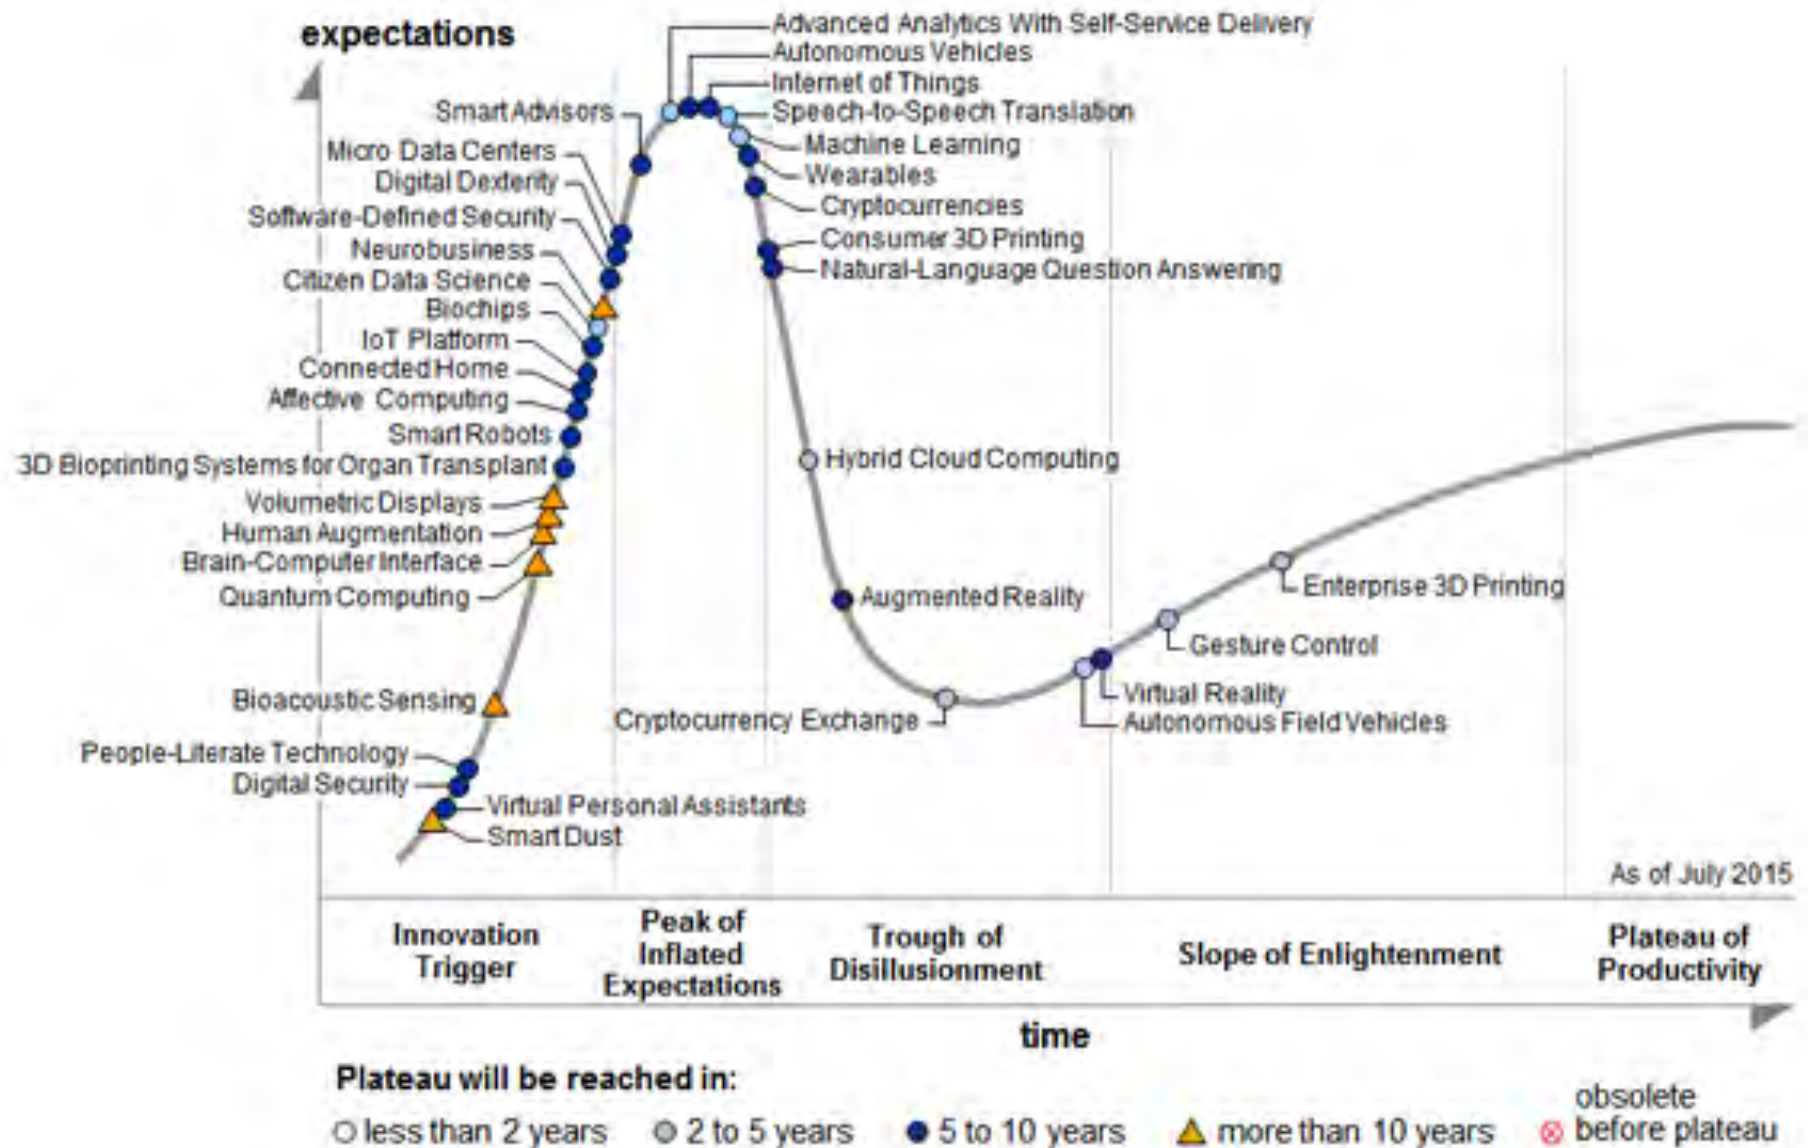 expectations
Advanced Analytics With Self-Service Delivery
Autonomous Vehicles
Internet of Things
Smart Advisors
Speech-to-Speech Translation
Micro Data Centers
Machine Learning
Digital Dexterity
Wearables
Software-Defined Security
Cryptocurrencies
Neurobusiness
Consumer 3D Printing
Citizen Data Science
Natural-Language Question Answering
Biochips
IoT Platform
Connected Home
Affective Computing
Smart Robots
3D Bioprinting Systems for Organ Transplant
Hybrid Cloud Computing
Volumetric Displays
Human Augmentation
Brain-Computer Interface
Quantum Computing
Augmented Reality
Enterprise 3D Printing
Gesture Control
Bioacoustic Sensing
Virtual Reality
Cryptocurrency Exchange
Autonomous Field Vehicles
People-Literate Technology
Digital Security
Virtual Personal Assistants
Smart Dust
As of July 2015
Innovation
Trigger
Peak of
Inflated
Expectations
Trough of
Disillusionment
Slope of Enlightenment
Plateau of
Productivity
time
Plateau will be reached in:
less than 2 years
2 to 5 years
5 to 10 years
more than 10 years
obsolete
before plateau